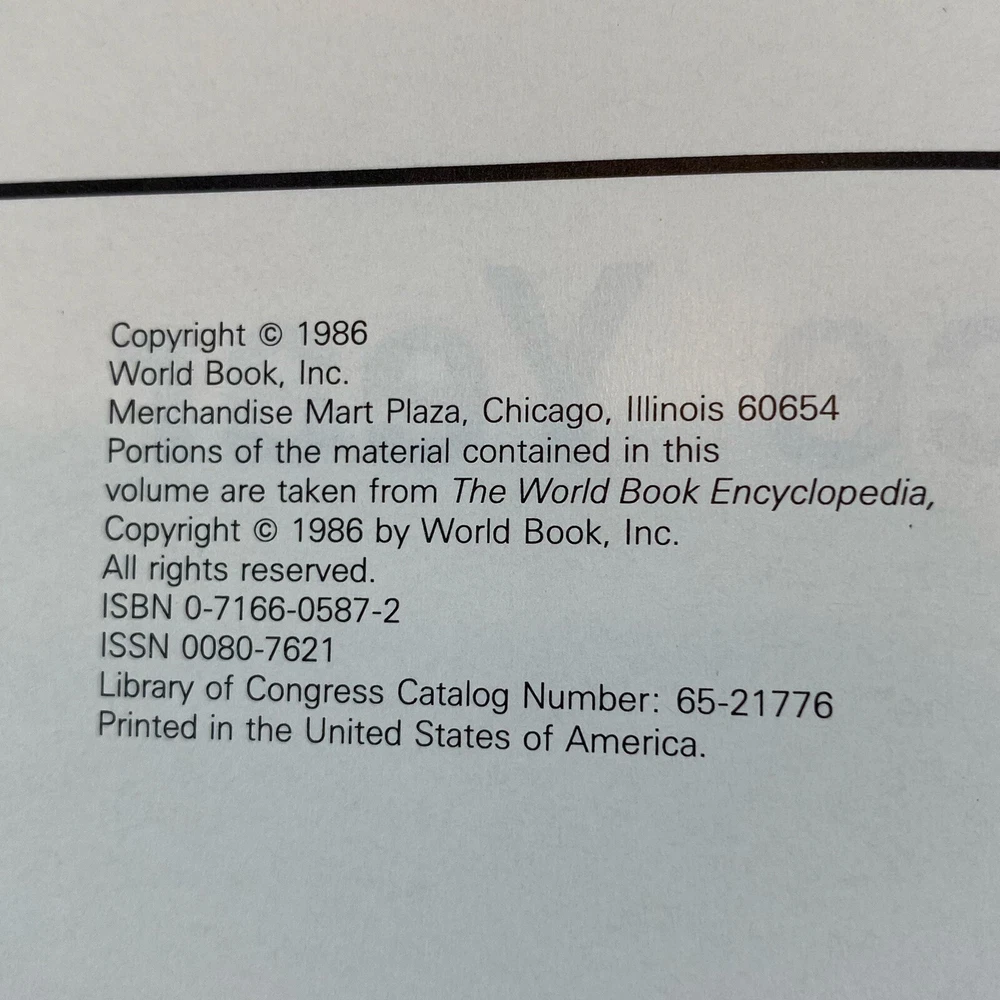 Copyright © 1986
World Book, Inc.
Merchandise Mart Plaza, Chicago, Illinois 60654
Portions of the material contained in this
volume are taken from The World Book Encyclopedia,
Copyright © 1986 by World Book, Inc.
All rights reserved.
ISBN 0-7166-0587-2
ISSN 0080-7621
Library of Congress Catalog Number: 65-21776
Printed in the United States of America.